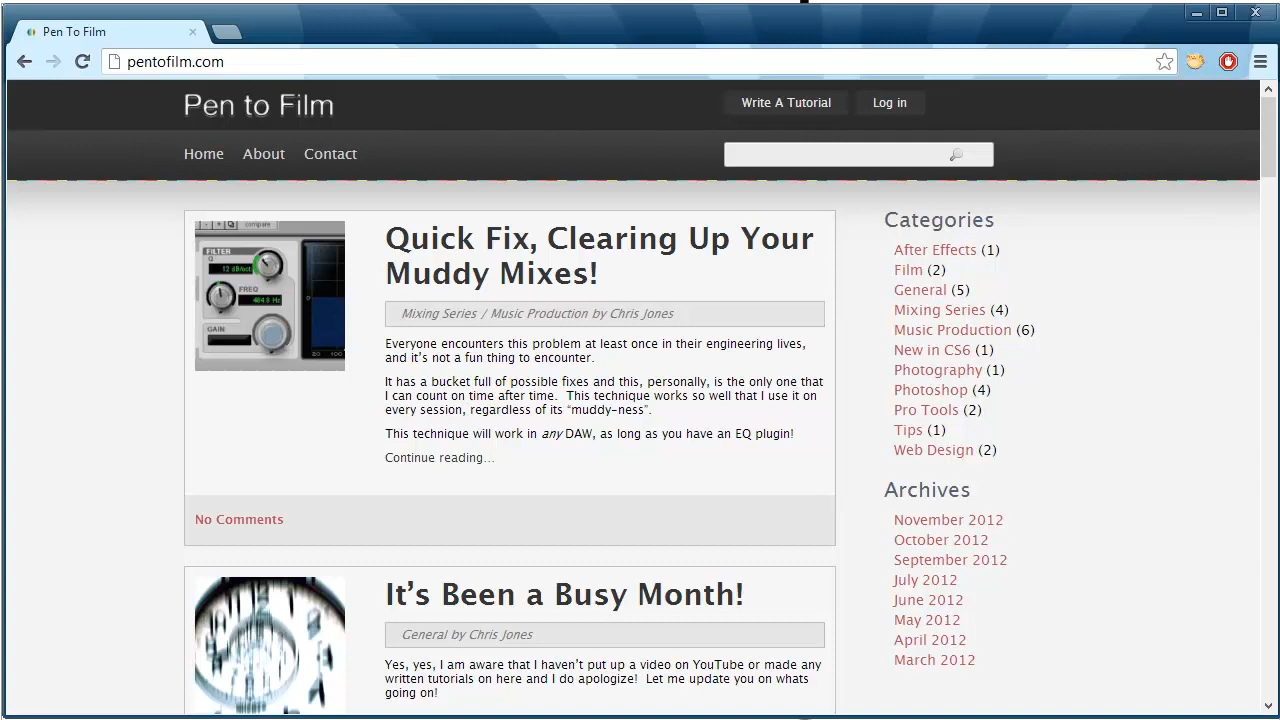 Pen To Film
pentofilm.com
Pen to Film
Write A Tutorial
Log in
Home
About
Contact
compare
FILTER
Q
12 dB/oct
FREQ
484.8 Hz
GAIN
20
100
Quick Fix, Clearing Up Your
Muddy Mixes!
Mixing Series / Music Production by Chris Jones
Everyone encounters this problem at least once in their engineering lives,
and it’s not a fun thing to encounter.
It has a bucket full of possible fixes and this, personally, is the only one that
I can count on time after time.  This technique works so well that I use it on
every session, regardless of its “muddy-ness”.
This technique will work in any DAW, as long as you have an EQ plugin!
Continue reading...
No Comments
It’s Been a Busy Month!
General by Chris Jones
Yes, yes, I am aware that I haven’t put up a video on YouTube or made any
written tutorials on here and I do apologize!  Let me update you on whats
going on!
Categories
After Effects (1)
Film (2)
General (5)
Mixing Series (4)
Music Production (6)
New in CS6 (1)
Photography (1)
Photoshop (4)
Pro Tools (2)
Tips (1)
Web Design (2)
Archives
November 2012
October 2012
September 2012
July 2012
June 2012
May 2012
April 2012
March 2012